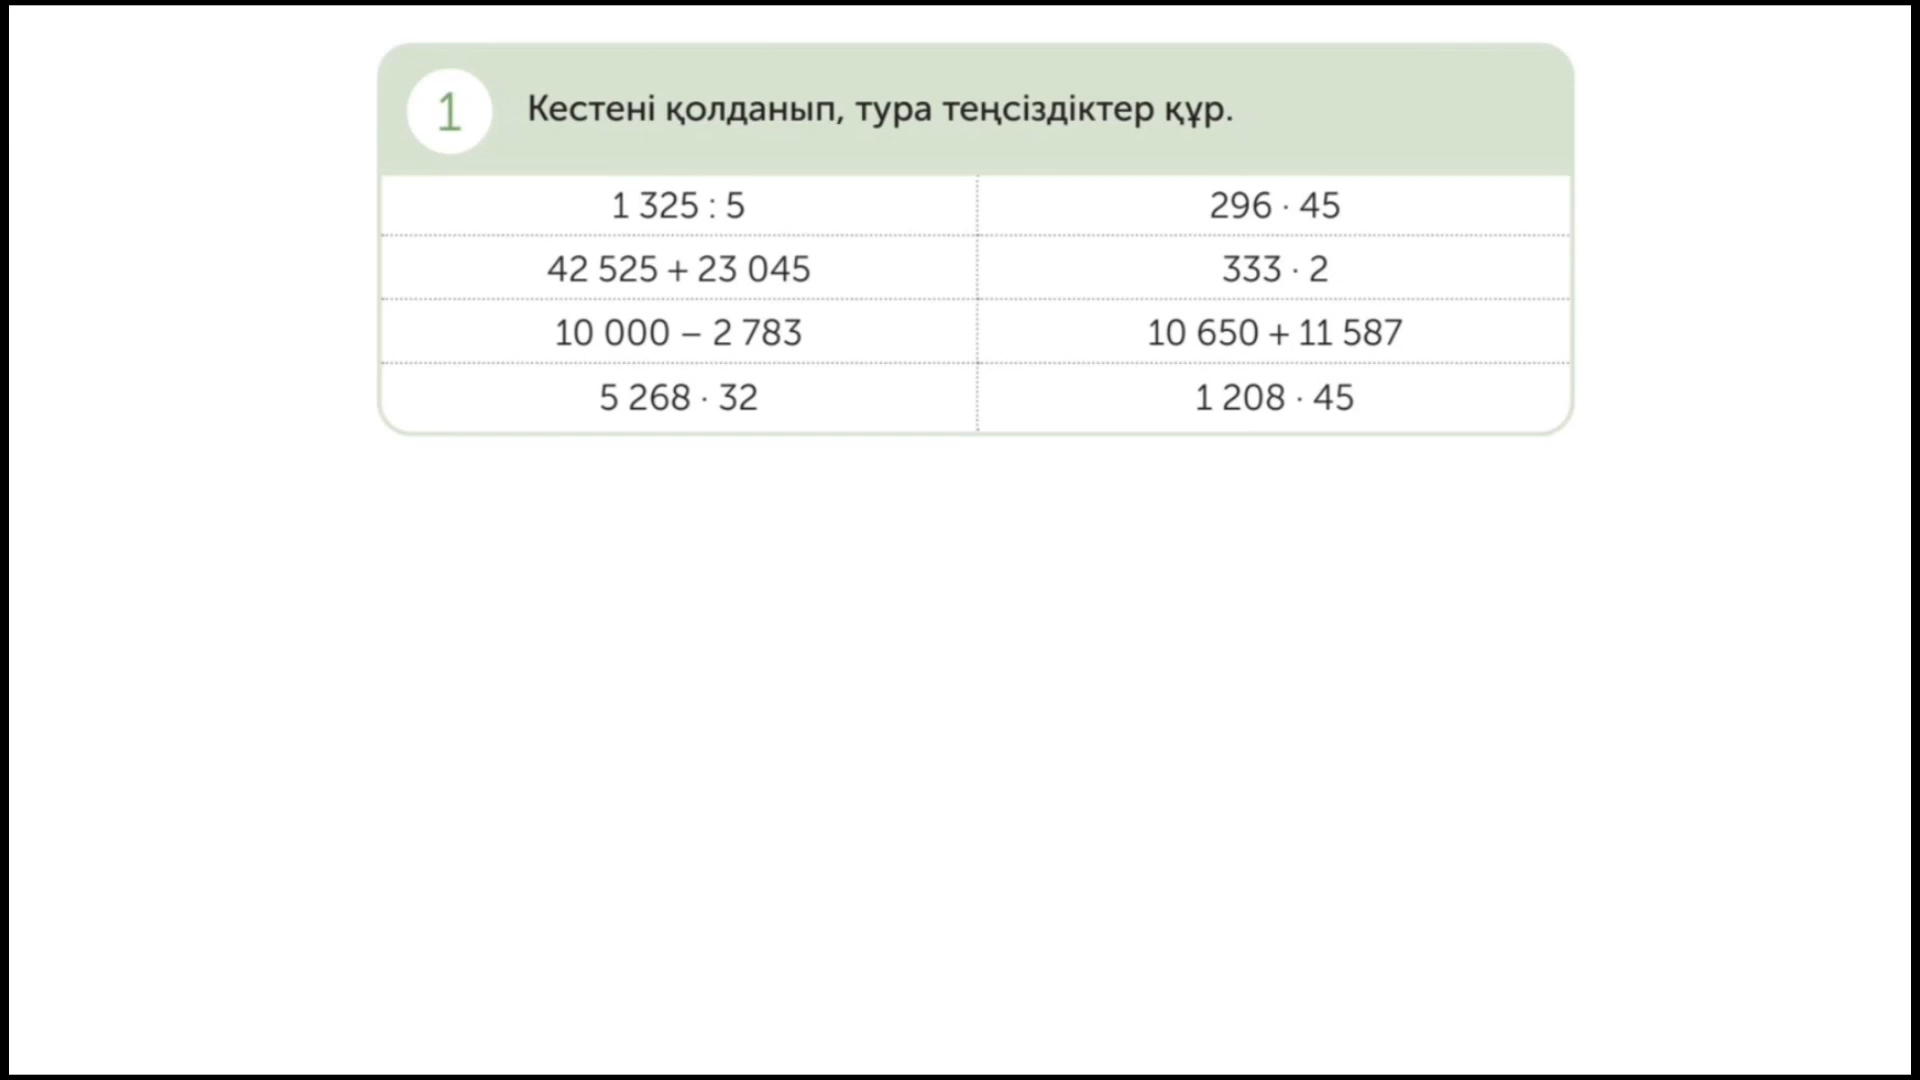 1 Кестені қолданып, тура теңсіздіктер құр.
1 325 : 5 296 · 45
42 525 + 23 045 333 · 2
10 000 – 2 783 10 650 + 11 587
5 268 · 32 1 208 · 45